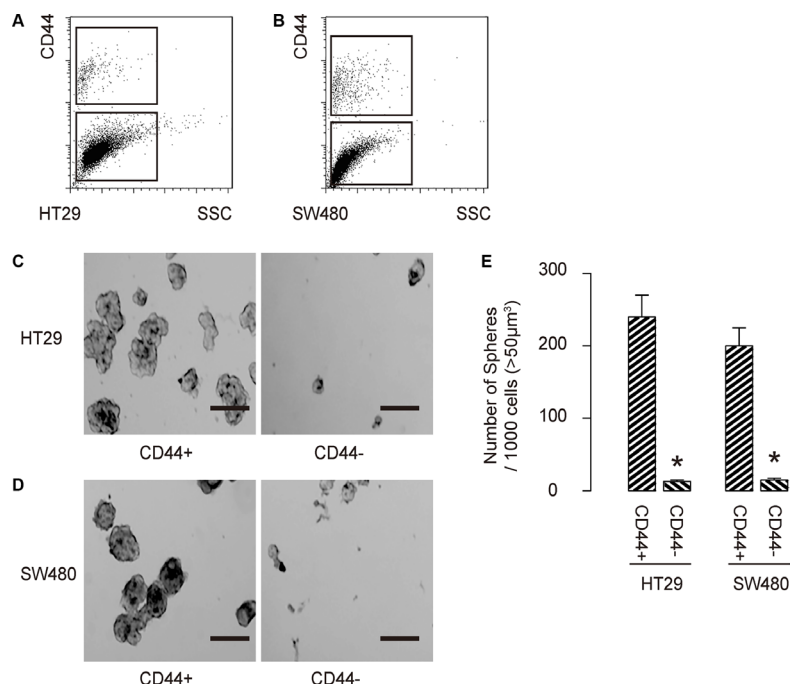 A
CD44
HT29
SSC
B
CD44
SW480
SSC
C
HT29
CD44+
CD44-
D
SW480
CD44+
CD44-
E
Number of Spheres
/ 1000 cells (>50μm³)
300
200
100
0
*
*
CD44+
CD44-
CD44+
CD44-
HT29
SW480